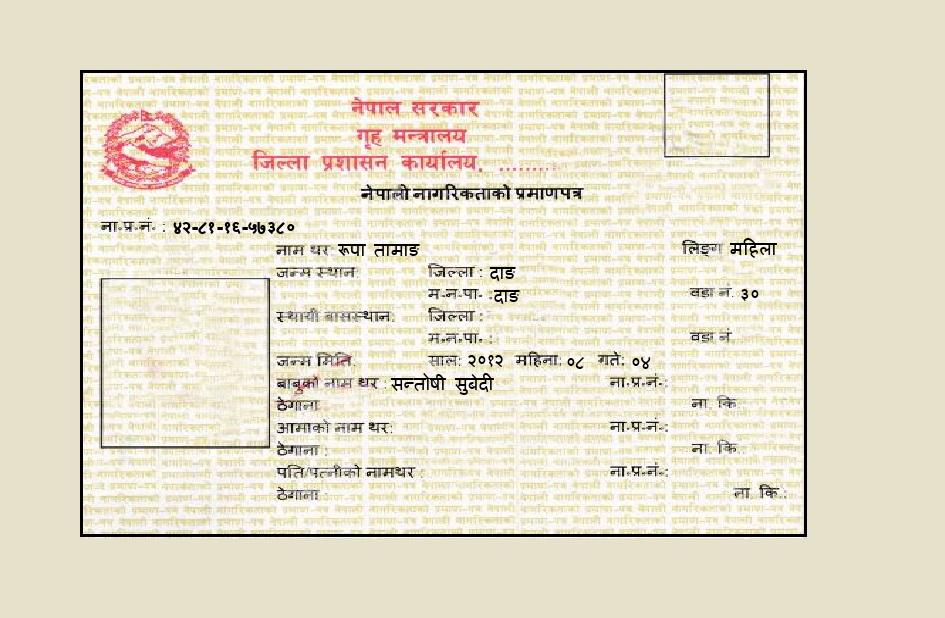 नेपाल सरकार
गृह मन्त्रालय
जिल्ला प्रशासन कार्यालय, .........
नेपाली नागरिकताको प्रमाणपत्र
ना.प्र.नं. : ४२-८१-१६-५७३८०
नाम थर: रूपा तामाङ लिङ्ग महिला
जन्म स्थान: जिल्ला : दाङ
म.न.पा. : दाङ वडा नं. ३०
स्थायी बासस्थान: जिल्ला :
म.न.पा. : वडा नं
जन्म मिति: साल: २०१२ महिना: ०८ गते: ०४
बाबुको नाम थर : सन्तोषी सुबेदी ना.प्र.नं.:
ठेगाना ना. कि.
आमाको नाम थर: ना.प्र.नं.:
ठेगाना : ना. कि.
पति/पत्नीको नामथर : ना.प्र.नं.:
ठेगाना : ना. कि.: